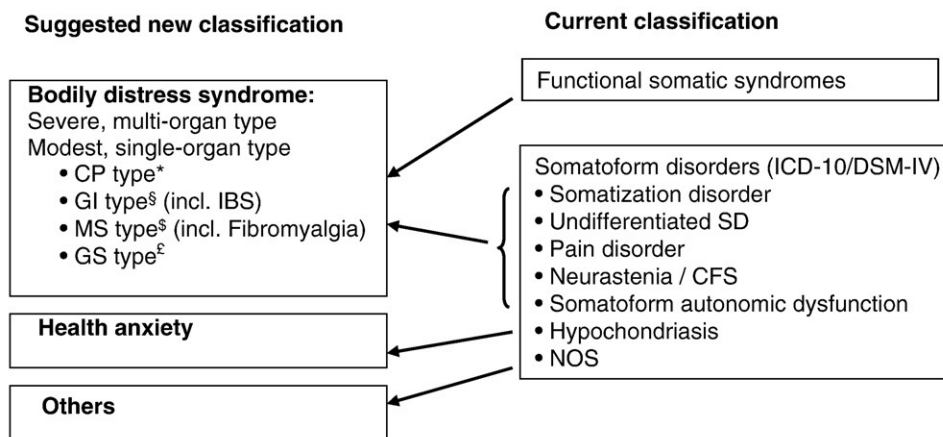 Suggested new classification
Bodily distress syndrome:
Severe, multi-organ type
Modest, single-organ type
• CP type*
• GI type§ (incl. IBS)
• MS type$ (incl. Fibromyalgia)
• GS type£
Health anxiety
Others
Current classification
Functional somatic syndromes
Somatoform disorders (ICD-10/DSM-IV)
• Somatization disorder
• Undifferentiated SD
• Pain disorder
• Neurastenia / CFS
• Somatoform autonomic dysfunction
• Hypochondriasis
• NOS